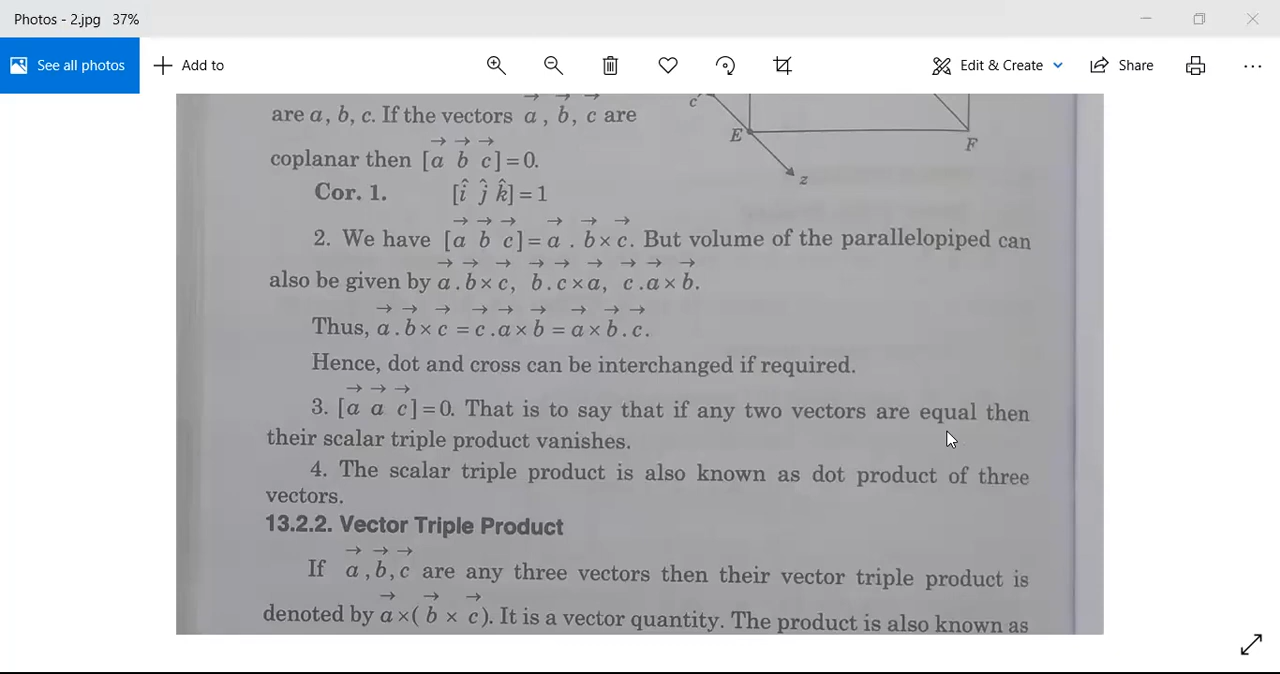 Photos - 2.jpg 37%
See all photos
Add to
Edit & Create
Share
c'
E
F
z
are a, b, c. If the vectors a⃗, b⃗, c⃗ are
coplanar then [a⃗ b⃗ c⃗] = 0.
Cor. 1. [î ĵ k̂] = 1
2. We have [a⃗ b⃗ c⃗] = a⃗ . b⃗ × c⃗. But volume of the parallelopiped can
also be given by a⃗ . b⃗ × c⃗, b⃗ . c⃗ × a⃗, c⃗ . a⃗ × b⃗.
Thus, a⃗ . b⃗ × c⃗ = c⃗ . a⃗ × b⃗ = a⃗ × b⃗ . c⃗.
Hence, dot and cross can be interchanged if required.
3. [a⃗ a⃗ c⃗] = 0. That is to say that if any two vectors are equal then
their scalar triple product vanishes.
4. The scalar triple product is also known as dot product of three
vectors.
13.2.2. Vector Triple Product
If a⃗, b⃗, c⃗ are any three vectors then their vector triple product is
denoted by a⃗ × ( b⃗ × c⃗). It is a vector quantity. The product is also known as